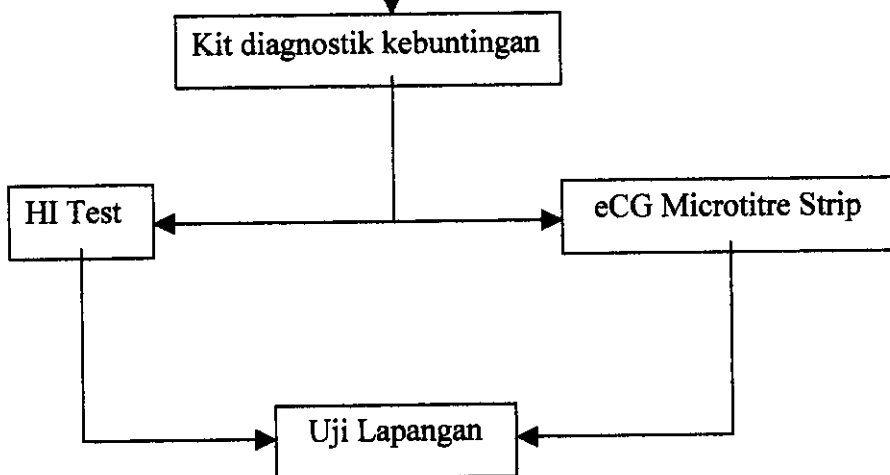 Kit diagnostik kebuntingan
HI Test
eCG Microtitre Strip
Uji Lapangan